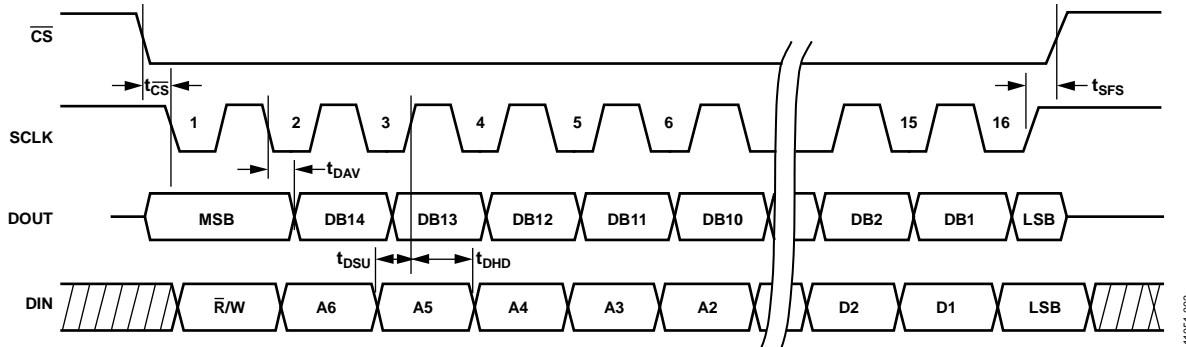 CS
tCS
tSFS
SCLK
1 2 3 4 5 6 15 16
tDAV
DOUT
MSB DB14 DB13 DB12 DB11 DB10 DB2 DB1 LSB
tDSU tDHD
DIN
R/W A6 A5 A4 A3 A2 D2 D1 LSB